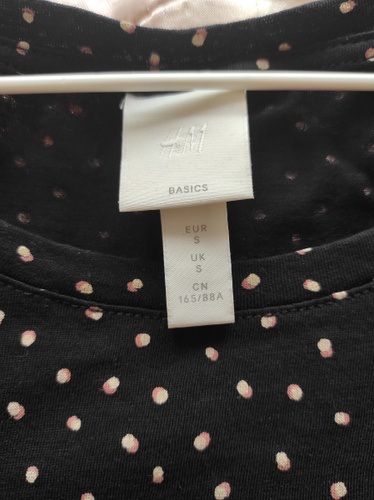 H&M
BASICS
EUR
S
UK
S
CN
165/88A